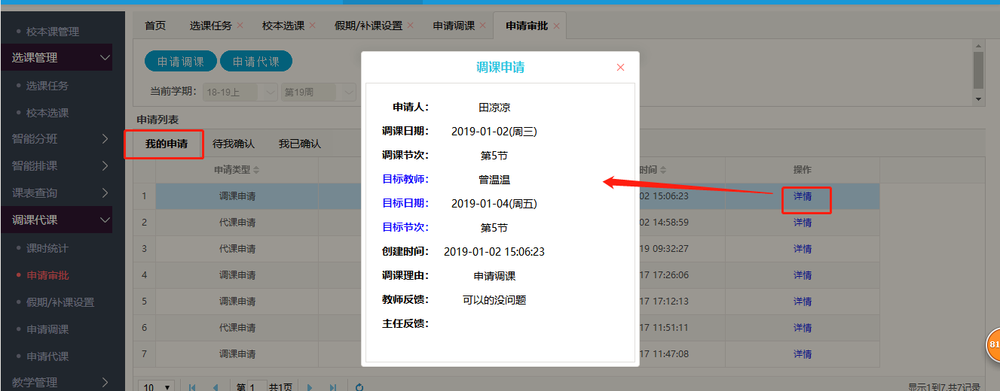 首页 选课任务 校本选课 假期/补课设置 申请调课 申请审批
校本课管理
选课管理
选课任务
校本选课
智能分班
智能排课
课表查询
调课代课
课时统计
申请审批
假期/补课设置
申请调课
申请代课
教学管理
申请调课 申请代课
当前学期： 18-19上 第19周
申请列表
我的申请 待我确认 我已确认
申请类型 时间 操作
1 调课申请 02 15:06:23 详情
2 代课申请 02 14:58:59 详情
3 代课申请 19 09:32:27 详情
4 调课申请 17 17:26:06 详情
5 调课申请 17 17:12:13 详情
6 代课申请 17 11:51:11 详情
7 调课申请 17 11:47:08 详情
10 第 1 共1页 显示1到7,共7记录
调课申请
申请人： 田凉凉
调课日期： 2019-01-02(周三)
调课节次： 第5节
目标教师： 曾温温
目标日期： 2019-01-04(周五)
目标节次： 第5节
创建时间： 2019-01-02 15:06:23
调课理由： 申请调课
教师反馈： 可以的没问题
主任反馈：
81